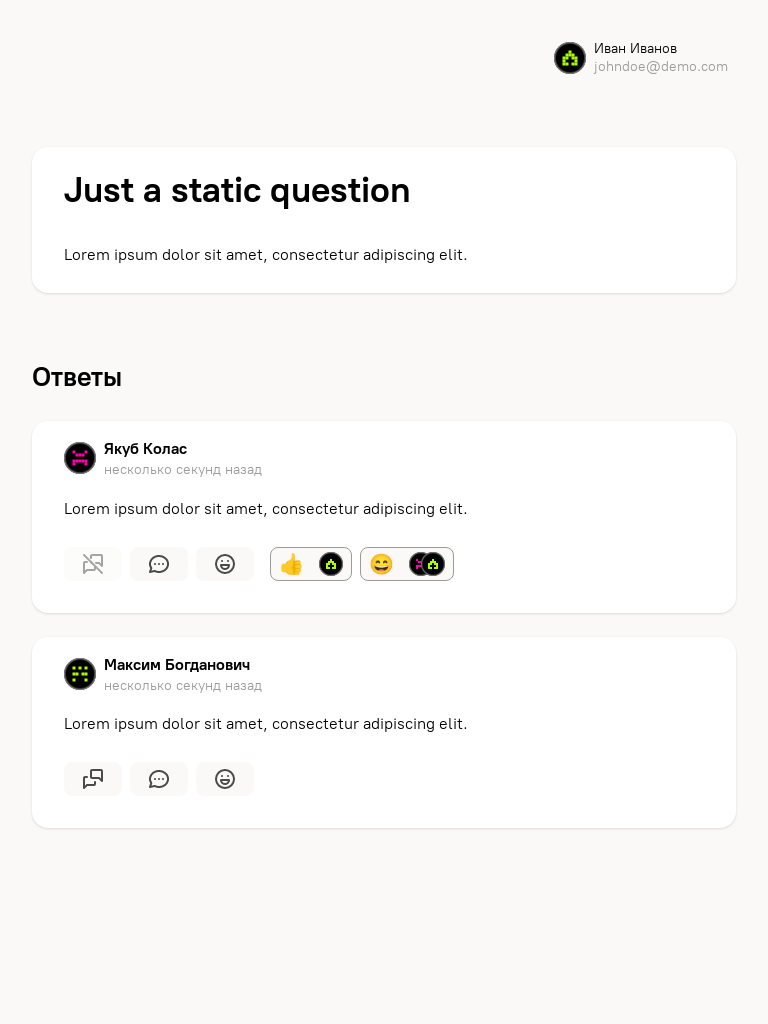 Иван Иванов
johndoe@demo.com
Just a static question
Lorem ipsum dolor sit amet, consectetur adipiscing elit.
Ответы
Якуб Колас
несколько секунд назад
Lorem ipsum dolor sit amet, consectetur adipiscing elit.
Максим Богданович
несколько секунд назад
Lorem ipsum dolor sit amet, consectetur adipiscing elit.